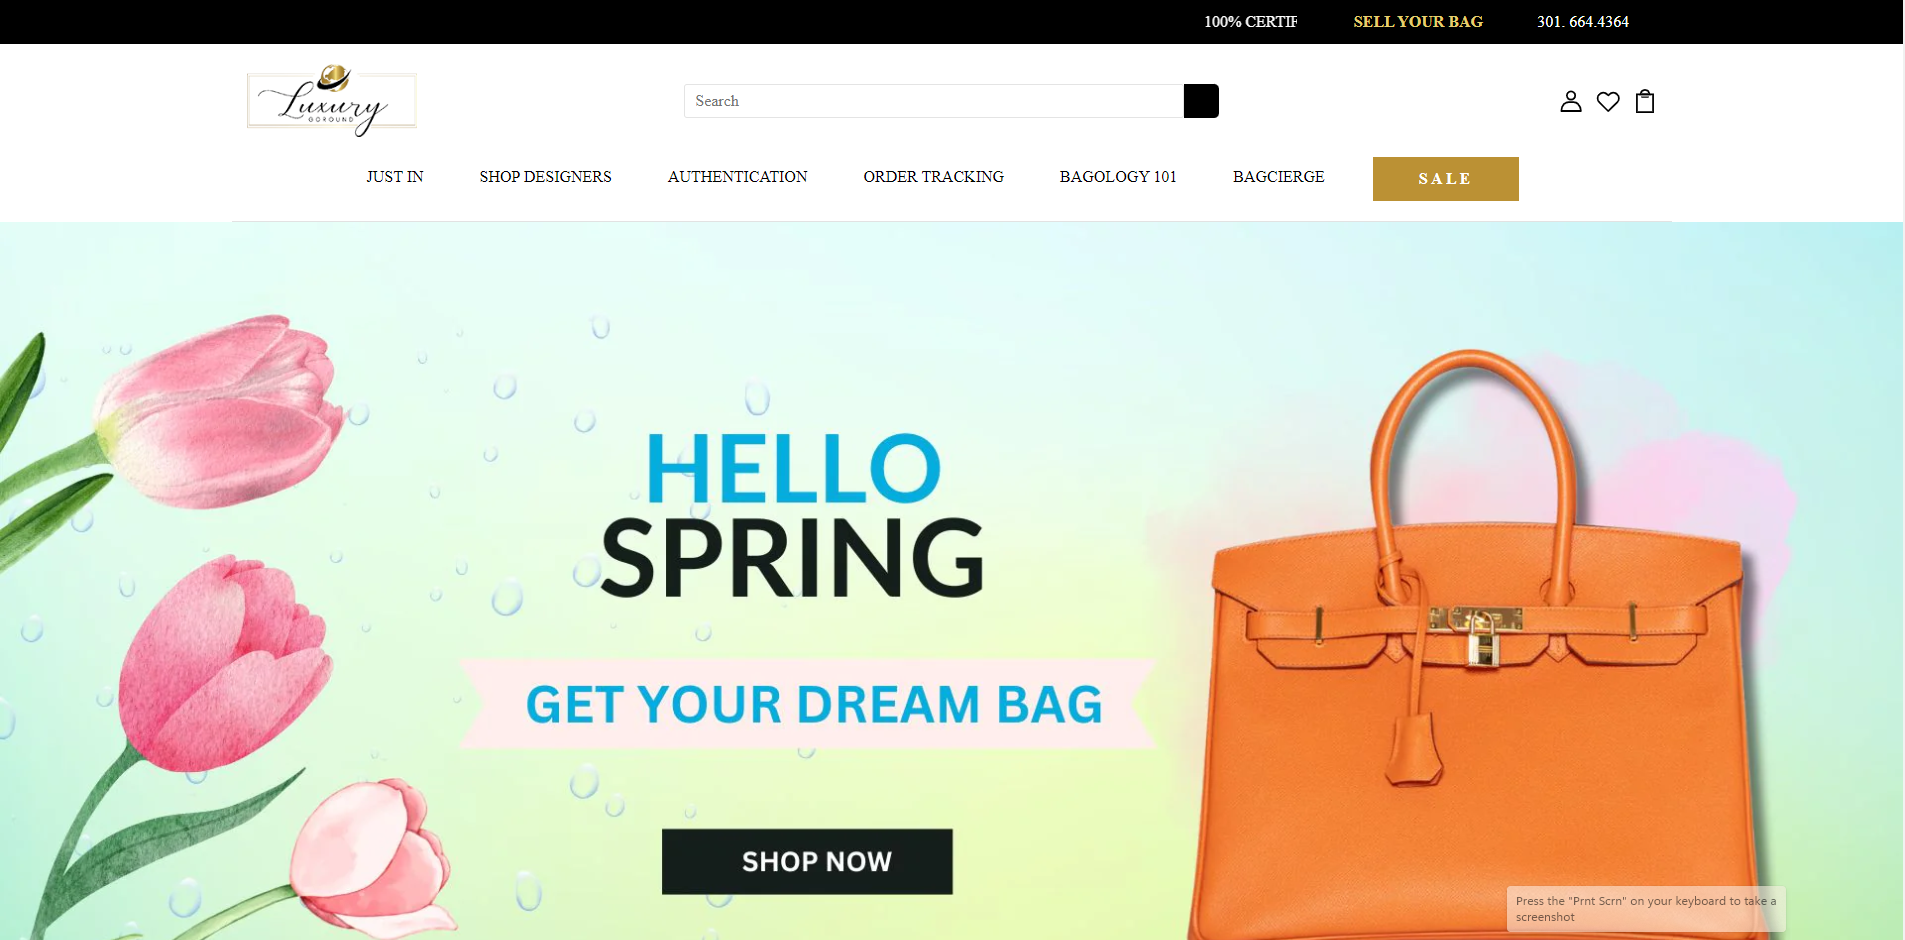 100% CERTIF
SELL YOUR BAG
301. 664.4364
Luxury
GOROUND
Search
JUST IN
SHOP DESIGNERS
AUTHENTICATION
ORDER TRACKING
BAGOLOGY 101
BAGCIERGE
SALE
HELLO
SPRING
GET YOUR DREAM BAG
SHOP NOW
Press the "Prnt Scrn" on your keyboard to take a
screenshot